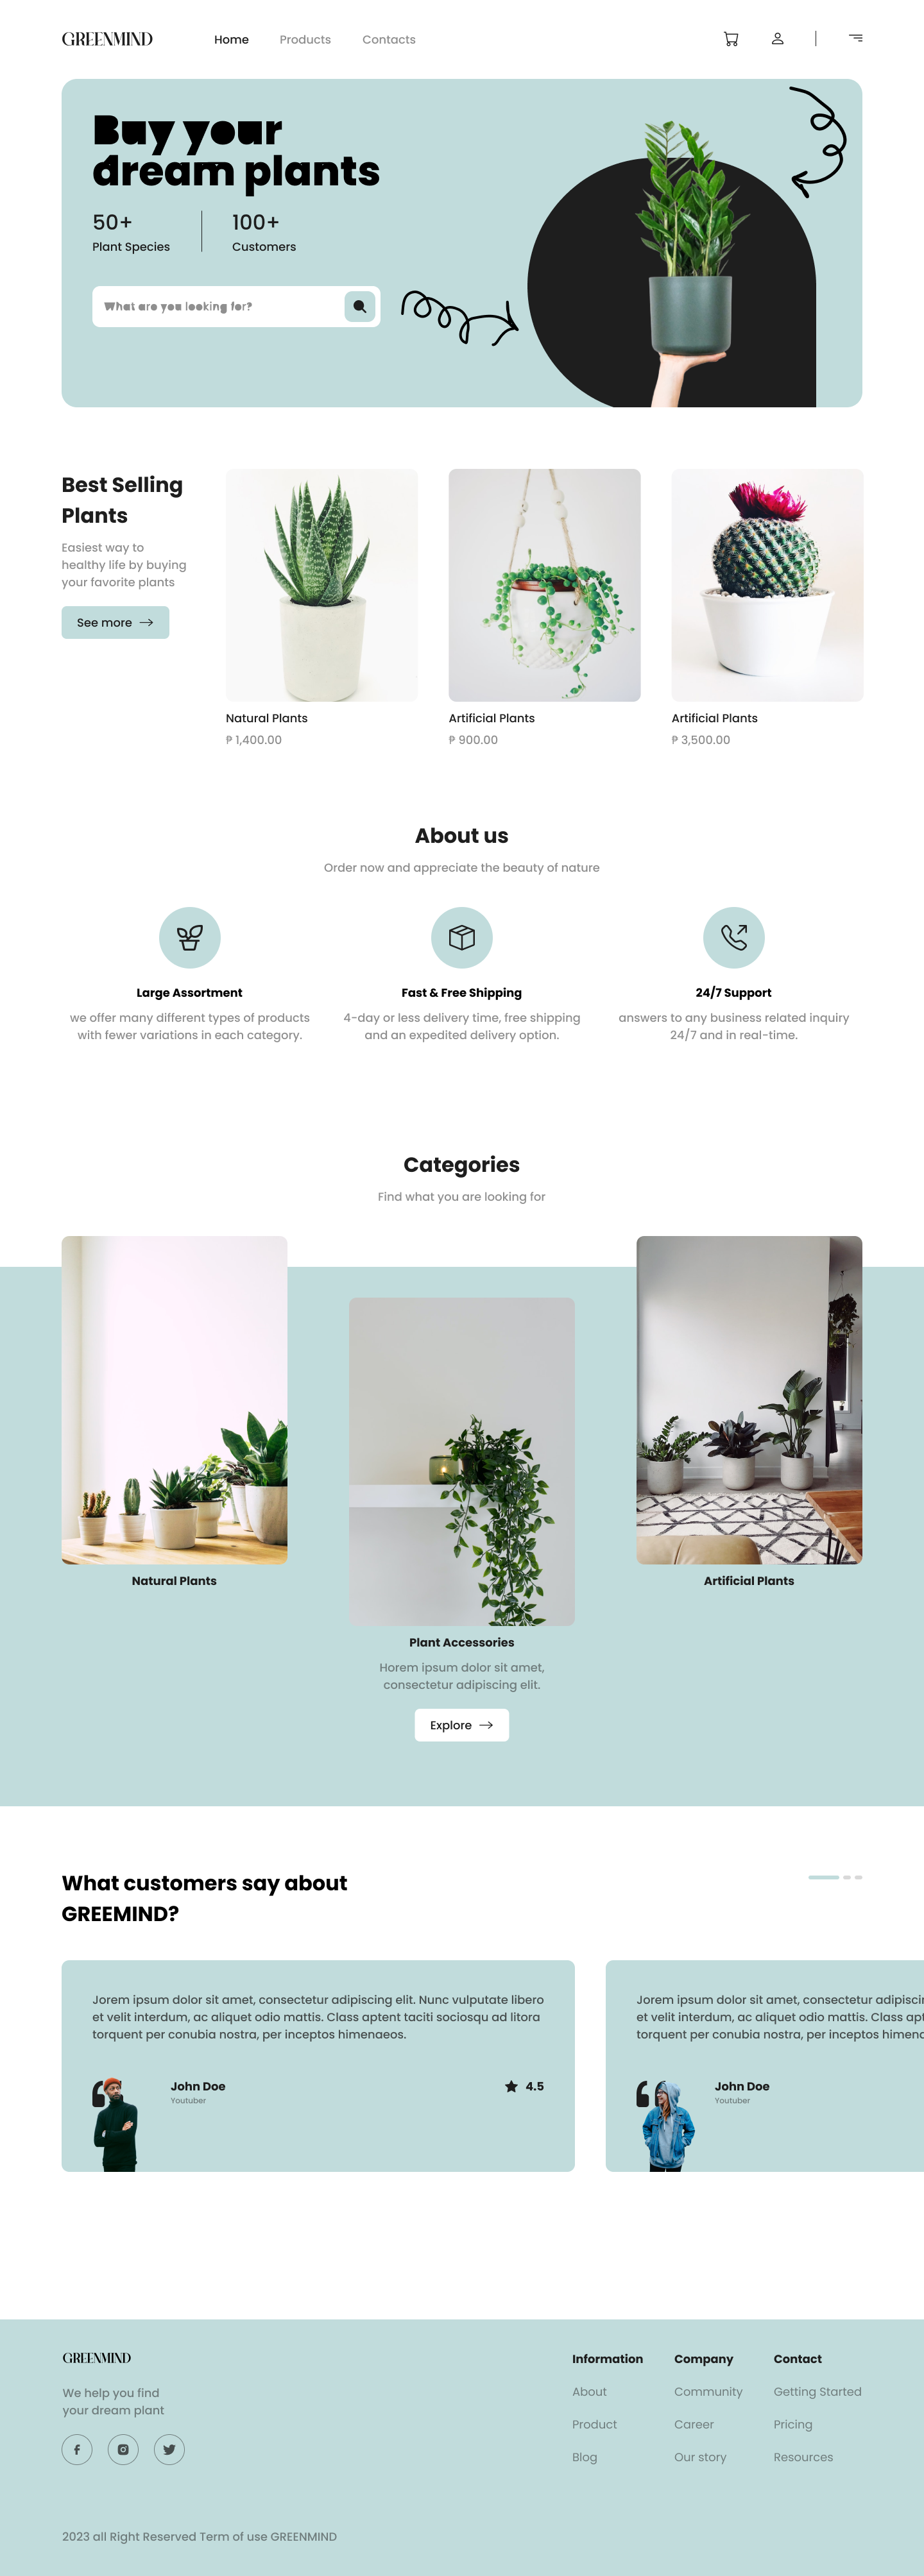 GREENMIND
Home
Products
Contacts
Buy your
dream plants
50+
Plant Species
100+
Customers
What are you looking for?
Best Selling
Plants
Easiest way to
healthy life by buying
your favorite plants
See more
Natural Plants
₱ 1,400.00
Artificial Plants
₱ 900.00
Artificial Plants
₱ 3,500.00
About us
Order now and appreciate the beauty of nature
Large Assortment
we offer many different types of products
with fewer variations in each category.
Fast & Free Shipping
4-day or less delivery time, free shipping
and an expedited delivery option.
24/7 Support
answers to any business related inquiry
24/7 and in real-time.
Categories
Find what you are looking for
Natural Plants
Plant Accessories
Horem ipsum dolor sit amet,
consectetur adipiscing elit.
Explore
Artificial Plants
What customers say about
GREEMIND?
Jorem ipsum dolor sit amet, consectetur adipiscing elit. Nunc vulputate libero
et velit interdum, ac aliquet odio mattis. Class aptent taciti sociosqu ad litora
torquent per conubia nostra, per inceptos himenaeos.
John Doe
Youtuber
4.5
Jorem ipsum dolor sit amet, consectetur
et velit interdum, ac aliquet odio mattis. Class
torquent per conubia nostra, per inceptos
John Doe
Youtuber
GREENMIND
We help you find
your dream plant
Information
About
Product
Blog
Company
Community
Career
Our story
Contact
Getting Started
Pricing
Resources
2023 all Right Reserved Term of use GREENMIND